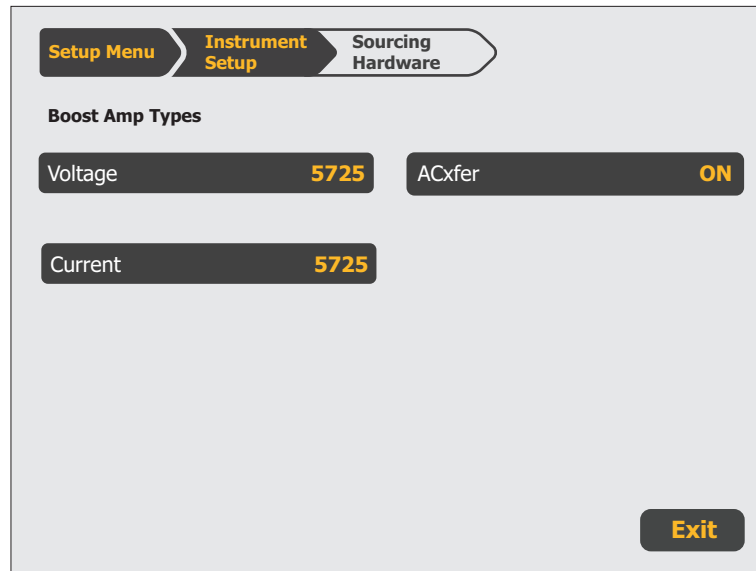 Setup Menu
Instrument
Setup
Sourcing
Hardware
Boost Amp Types
Voltage 5725
ACxfer ON
Current 5725
Exit